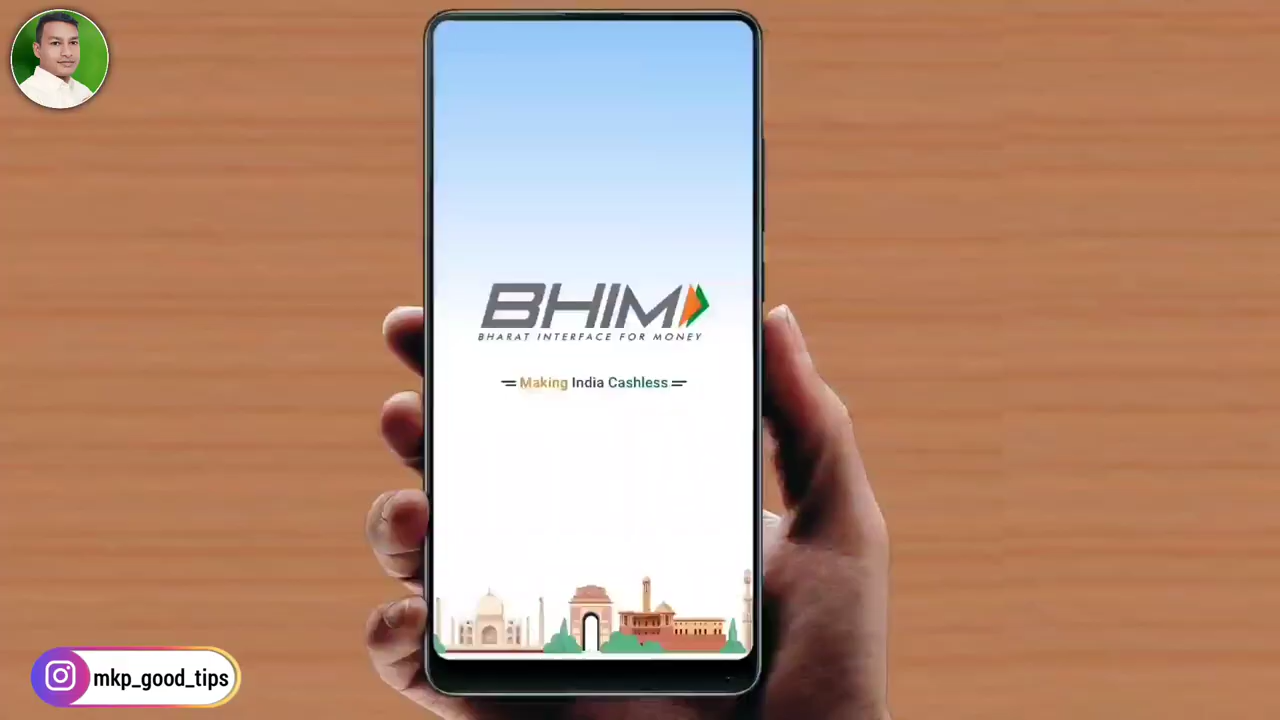 BHIM
BHARAT INTERFACE FOR MONEY
Making India Cashless
mkp_good_tips